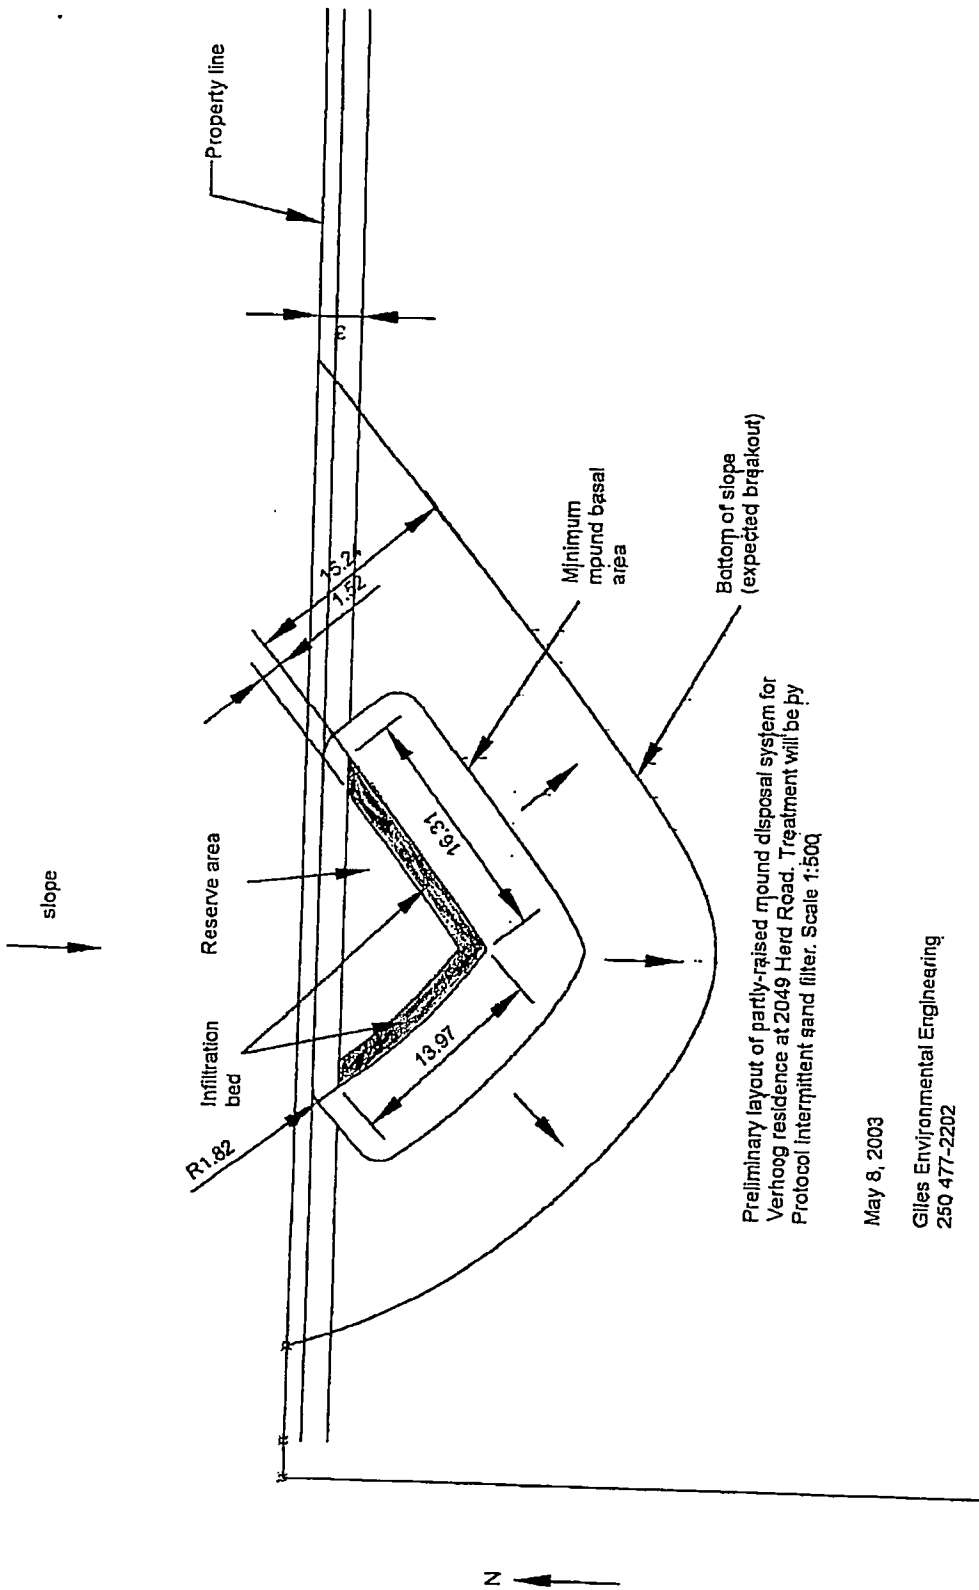 slope
Property line
Reserve area
Infiltration
bed
R1.82
3
15.24
1.52
16.31
13.97
Minimum
mound basal
area
Bottom of slope
(expected breakout)
Preliminary layout of partly-raised mound disposal system for
Verhoog residence at 2049 Herd Road. Treatment will be by
Protocol intermittent sand filter. Scale 1:500
May 8, 2003
Giles Environmental Engineering
250 477-2202
N